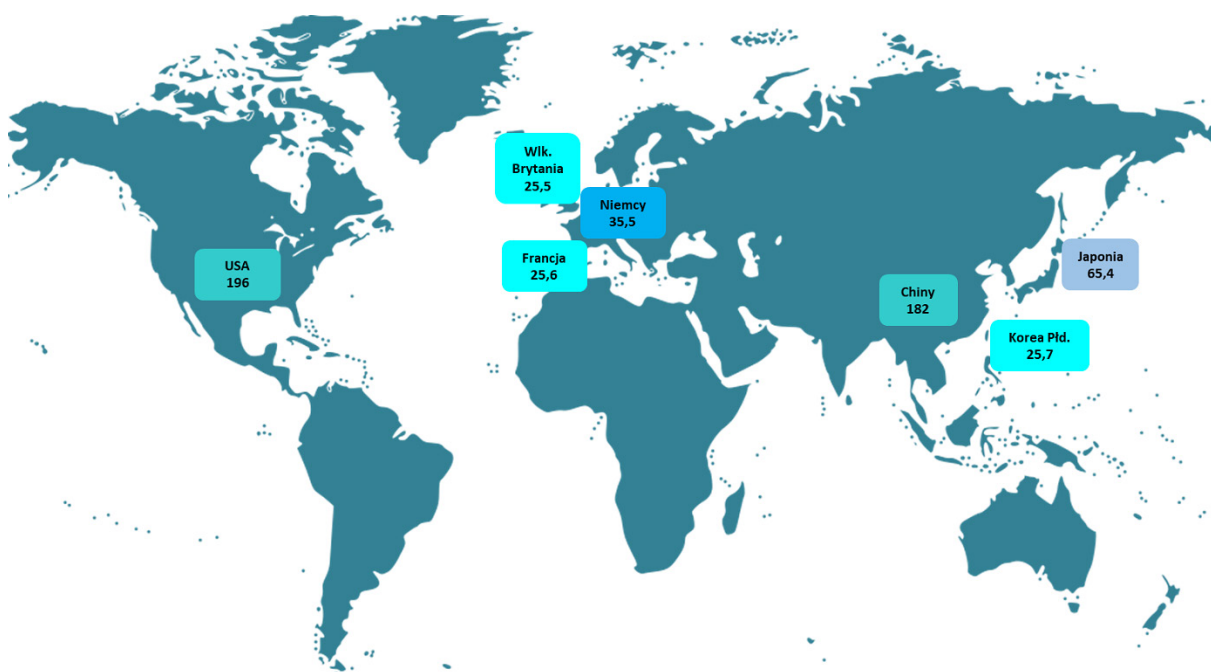 Wlk.
Brytania
25,5
Niemcy
35,5
Francja
25,6
USA
196
Japonia
65,4
Chiny
182
Korea Płd.
25,7